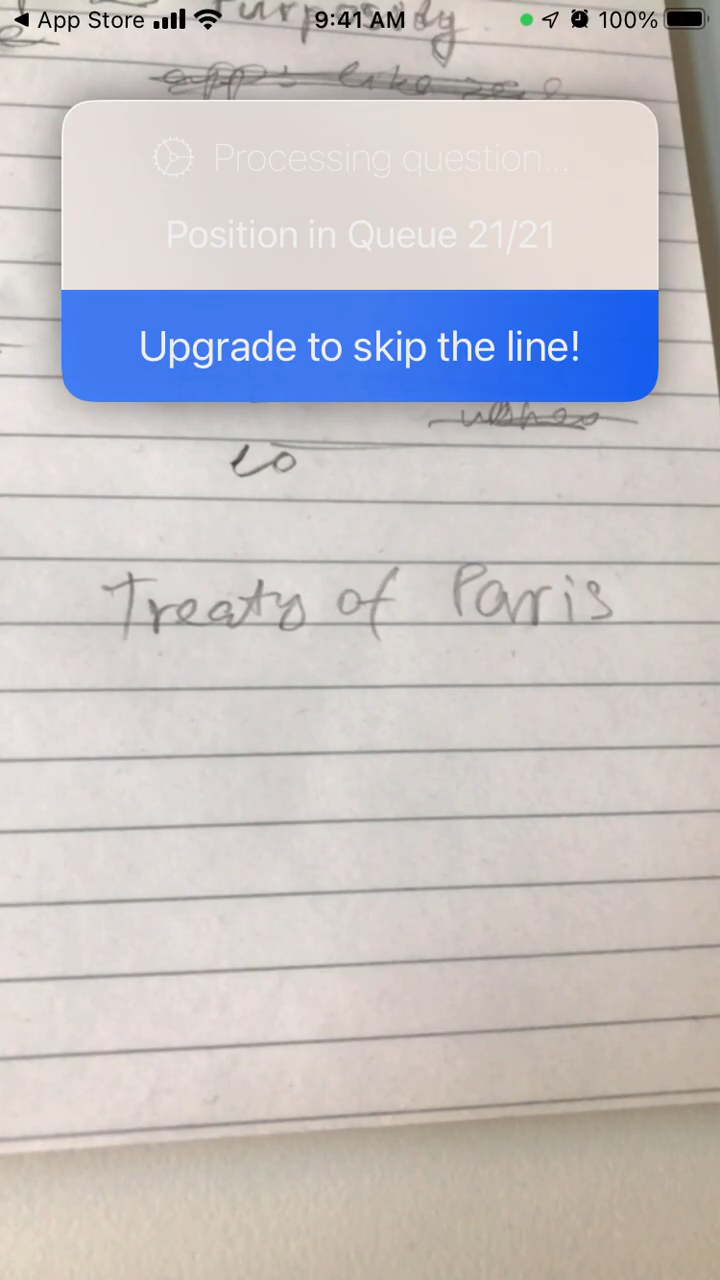 App Store 9:41 AM 100%
Processing question...
Position in Queue 21/21
Upgrade to skip the line!
Treaty of Paris